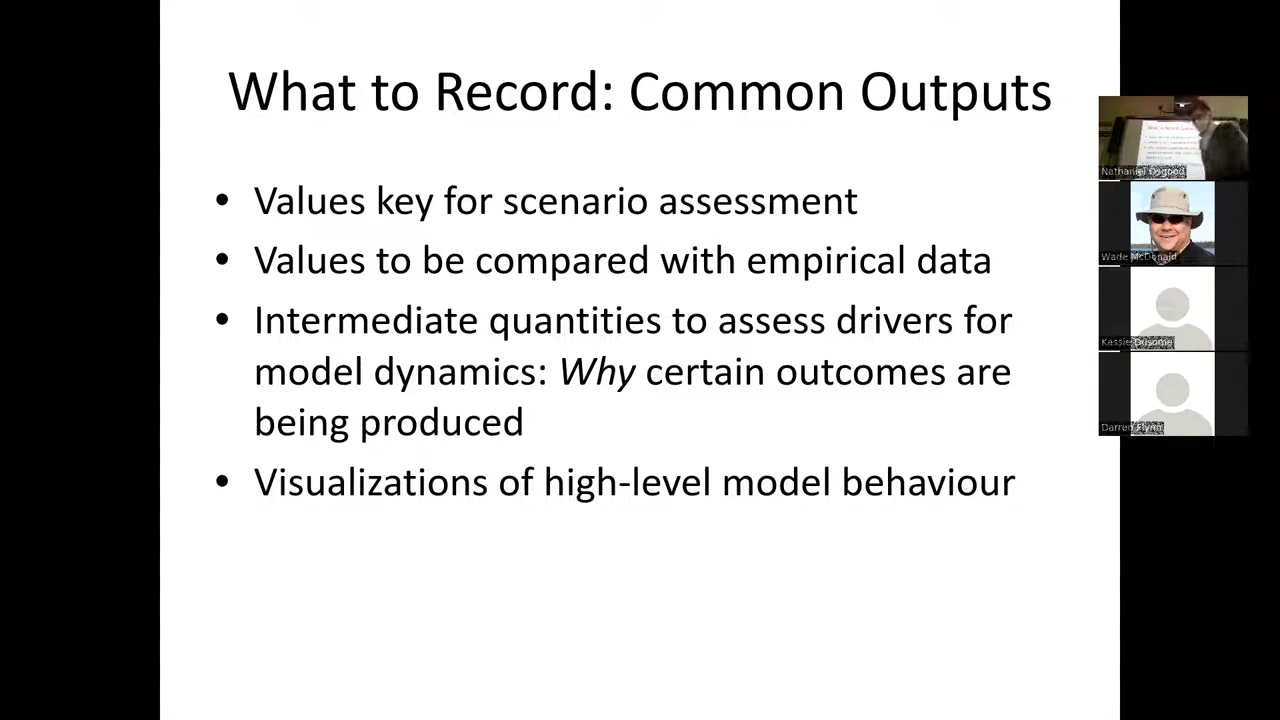 What to Record: Common Outputs
• Values key for scenario assessment
• Values to be compared with empirical data
• Intermediate quantities to assess drivers for
model dynamics: Why certain outcomes are
being produced
• Visualizations of high-level model behaviour
Nathaniel Osgood
Wade McDonald
Kassie Dusome
Darren Flynn